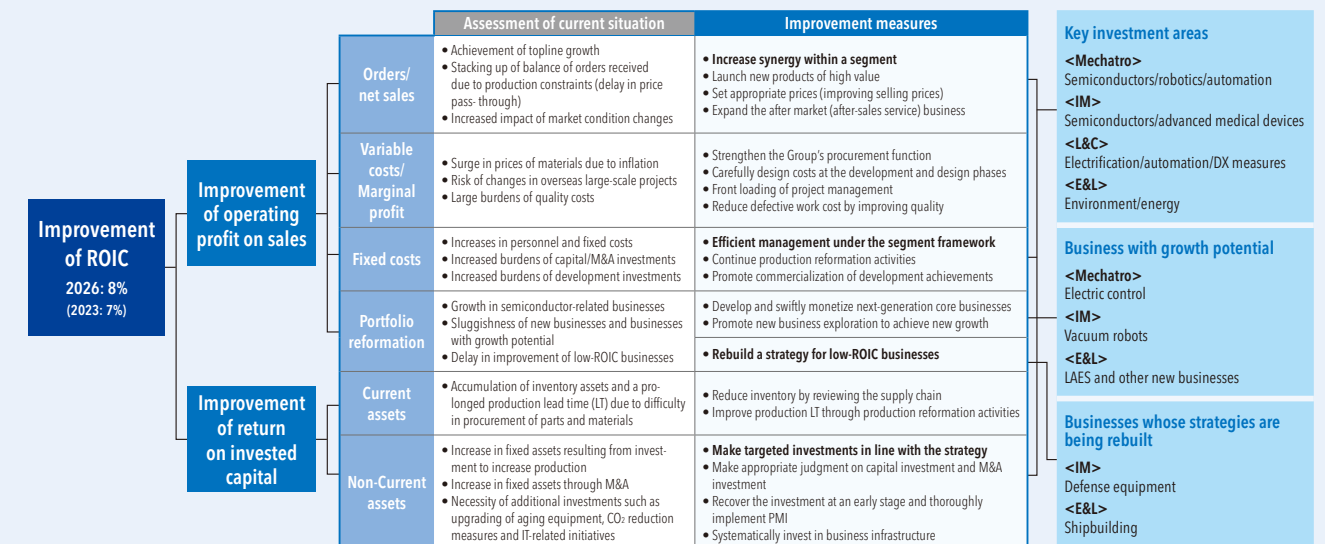 Assessment of current situation
Improvement measures
Improvement
of ROIC
2026: 8%
(2023: 7%)
Improvement
of operating
profit on sales
Orders/
net sales
• Achievement of topline growth
• Stacking up of balance of orders received
due to production constraints (delay in price
pass- through)
• Increased impact of market condition changes
• Increase synergy within a segment
• Launch new products of high value
• Set appropriate prices (improving selling prices)
• Expand the after market (after-sales service) business
Variable
costs/
Marginal
profit
• Surge in prices of materials due to inflation
• Risk of changes in overseas large-scale projects
• Large burdens of quality costs
• Strengthen the Group's procurement function
• Carefully design costs at the development and design phases
• Front loading of project management
• Reduce defective work cost by improving quality
Fixed costs
• Increases in personnel and fixed costs
• Increased burdens of capital/M&A investments
• Increased burdens of development investments
• Efficient management under the segment framework
• Continue production reformation activities
• Promote commercialization of development achievements
Portfolio
reformation
• Growth in semiconductor-related businesses
• Sluggishness of new businesses and businesses
with growth potential
• Delay in improvement of low-ROIC businesses
• Develop and swiftly monetize next-generation core businesses
• Promote new business exploration to achieve new growth
• Rebuild a strategy for low-ROIC businesses
Improvement
of return
on invested
capital
Current
assets
• Accumulation of inventory assets and a pro-
longed production lead time (LT) due to difficulty
in procurement of parts and materials
• Reduce inventory by reviewing the supply chain
• Improve production LT through production reformation activities
Non-Current
assets
• Increase in fixed assets resulting from invest-
ment to increase production
• Increase in fixed assets through M&A
• Necessity of additional investments such as
upgrading of aging equipment, CO2 reduction
measures and IT-related initiatives
• Make targeted investments in line with the strategy
• Make appropriate judgment on capital investment and M&A
investment
• Recover the investment at an early stage and thoroughly
implement PMI
• Systematically invest in business infrastructure
Key investment areas
<Mechatro>
Semiconductors/robotics/automation
<IM>
Semiconductors/advanced medical devices
<L&C>
Electrification/automation/DX measures
<E&L>
Environment/energy
Business with growth potential
<Mechatro>
Electric control
<IM>
Vacuum robots
<E&L>
LAES and other new businesses
Businesses whose strategies are
being rebuilt
<IM>
Defense equipment
<E&L>
Shipbuilding